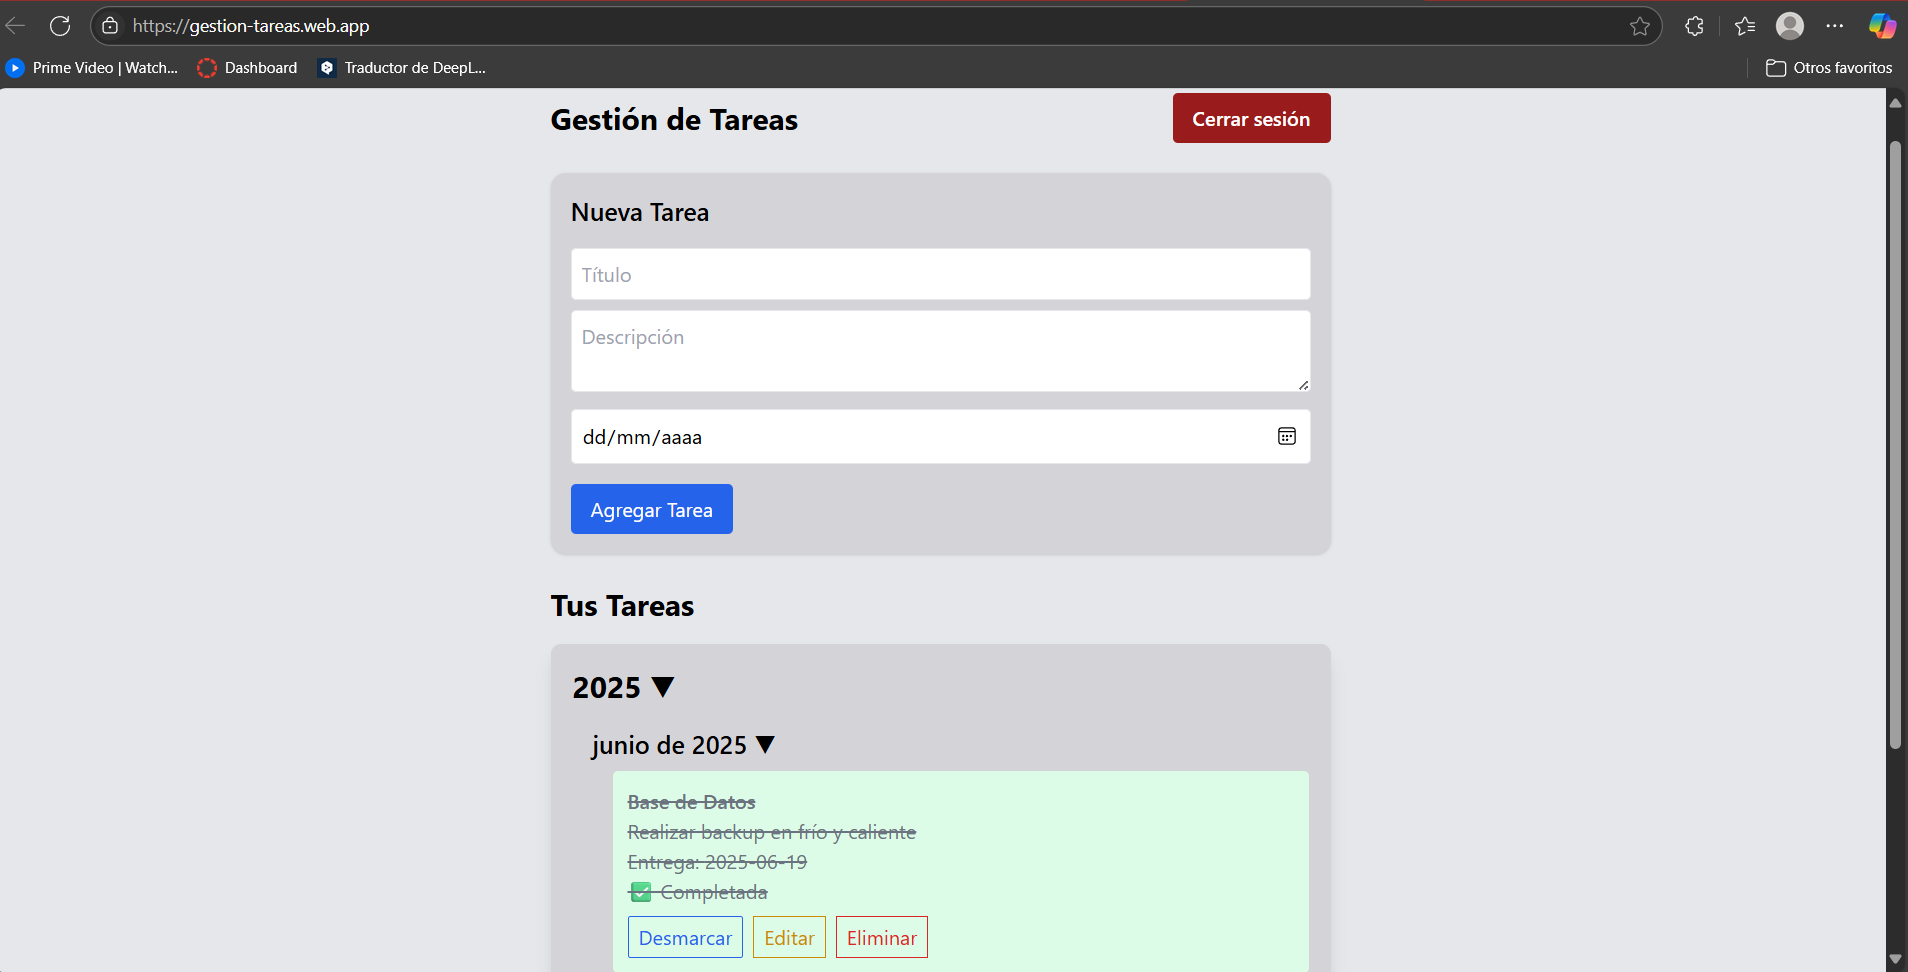 https://gestion-tareas.web.app
Prime Video | Watch...
Dashboard
Traductor de DeepL...
Otros favoritos
Gestión de Tareas
Cerrar sesión
Nueva Tarea
Título
Descripción
dd/mm/aaaa
Agregar Tarea
Tus Tareas
2025 ▼
junio de 2025 ▼
Base de Datos
Realizar backup en frío y caliente
Entrega: 2025-06-19
✅ Completada
Desmarcar
Editar
Eliminar